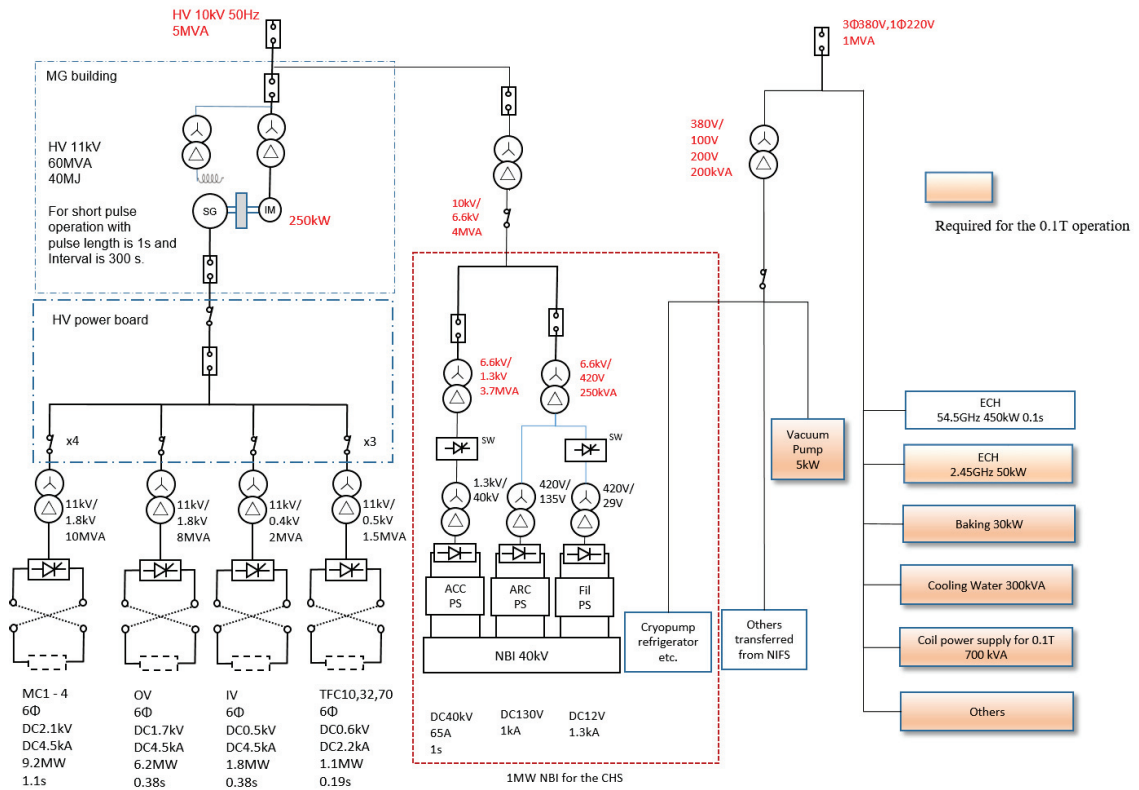 HV 10kV 50Hz
5MVA
3Φ380V,1Φ220V
1MVA
MG building
HV 11kV
60MVA
40MJ
For short pulse
operation with
pulse length is 1s and
Interval is 300 s.
SG
IM
250kW
10kV/
6.6kV
4MVA
380V/
100V
200V
200kVA
Required for the 0.1T operation
HV power board
x4
x3
11kV/
1.8kV
10MVA
11kV/
1.8kV
8MVA
11kV/
0.4kV
2MVA
11kV/
0.5kV
1.5MVA
6.6kV/
1.3kV
3.7MVA
6.6kV/
420V
250kVA
SW
SW
1.3kV/
40kV
420V/
135V
420V/
29V
ACC
PS
ARC
PS
Fil
PS
NBI 40kV
Cryopump
refrigerator
etc.
Others
transferred
from NIFS
Vacuum
Pump
5kW
ECH
54.5GHz 450kW 0.1s
ECH
2.45GHz 50kW
Baking 30kW
Cooling Water 300kVA
Coil power supply for 0.1T
700 kVA
Others
MC1 - 4
6Φ
DC2.1kV
DC4.5kA
9.2MW
1.1s
OV
6Φ
DC1.7kV
DC4.5kA
6.2MW
0.38s
IV
6Φ
DC0.5kV
DC4.5kA
1.8MW
0.38s
TFC10,32,70
6Φ
DC0.6kV
DC2.2kA
1.1MW
0.19s
DC40kV
65A
1s
DC130V
1kA
DC12V
1.3kA
1MW NBI for the CHS